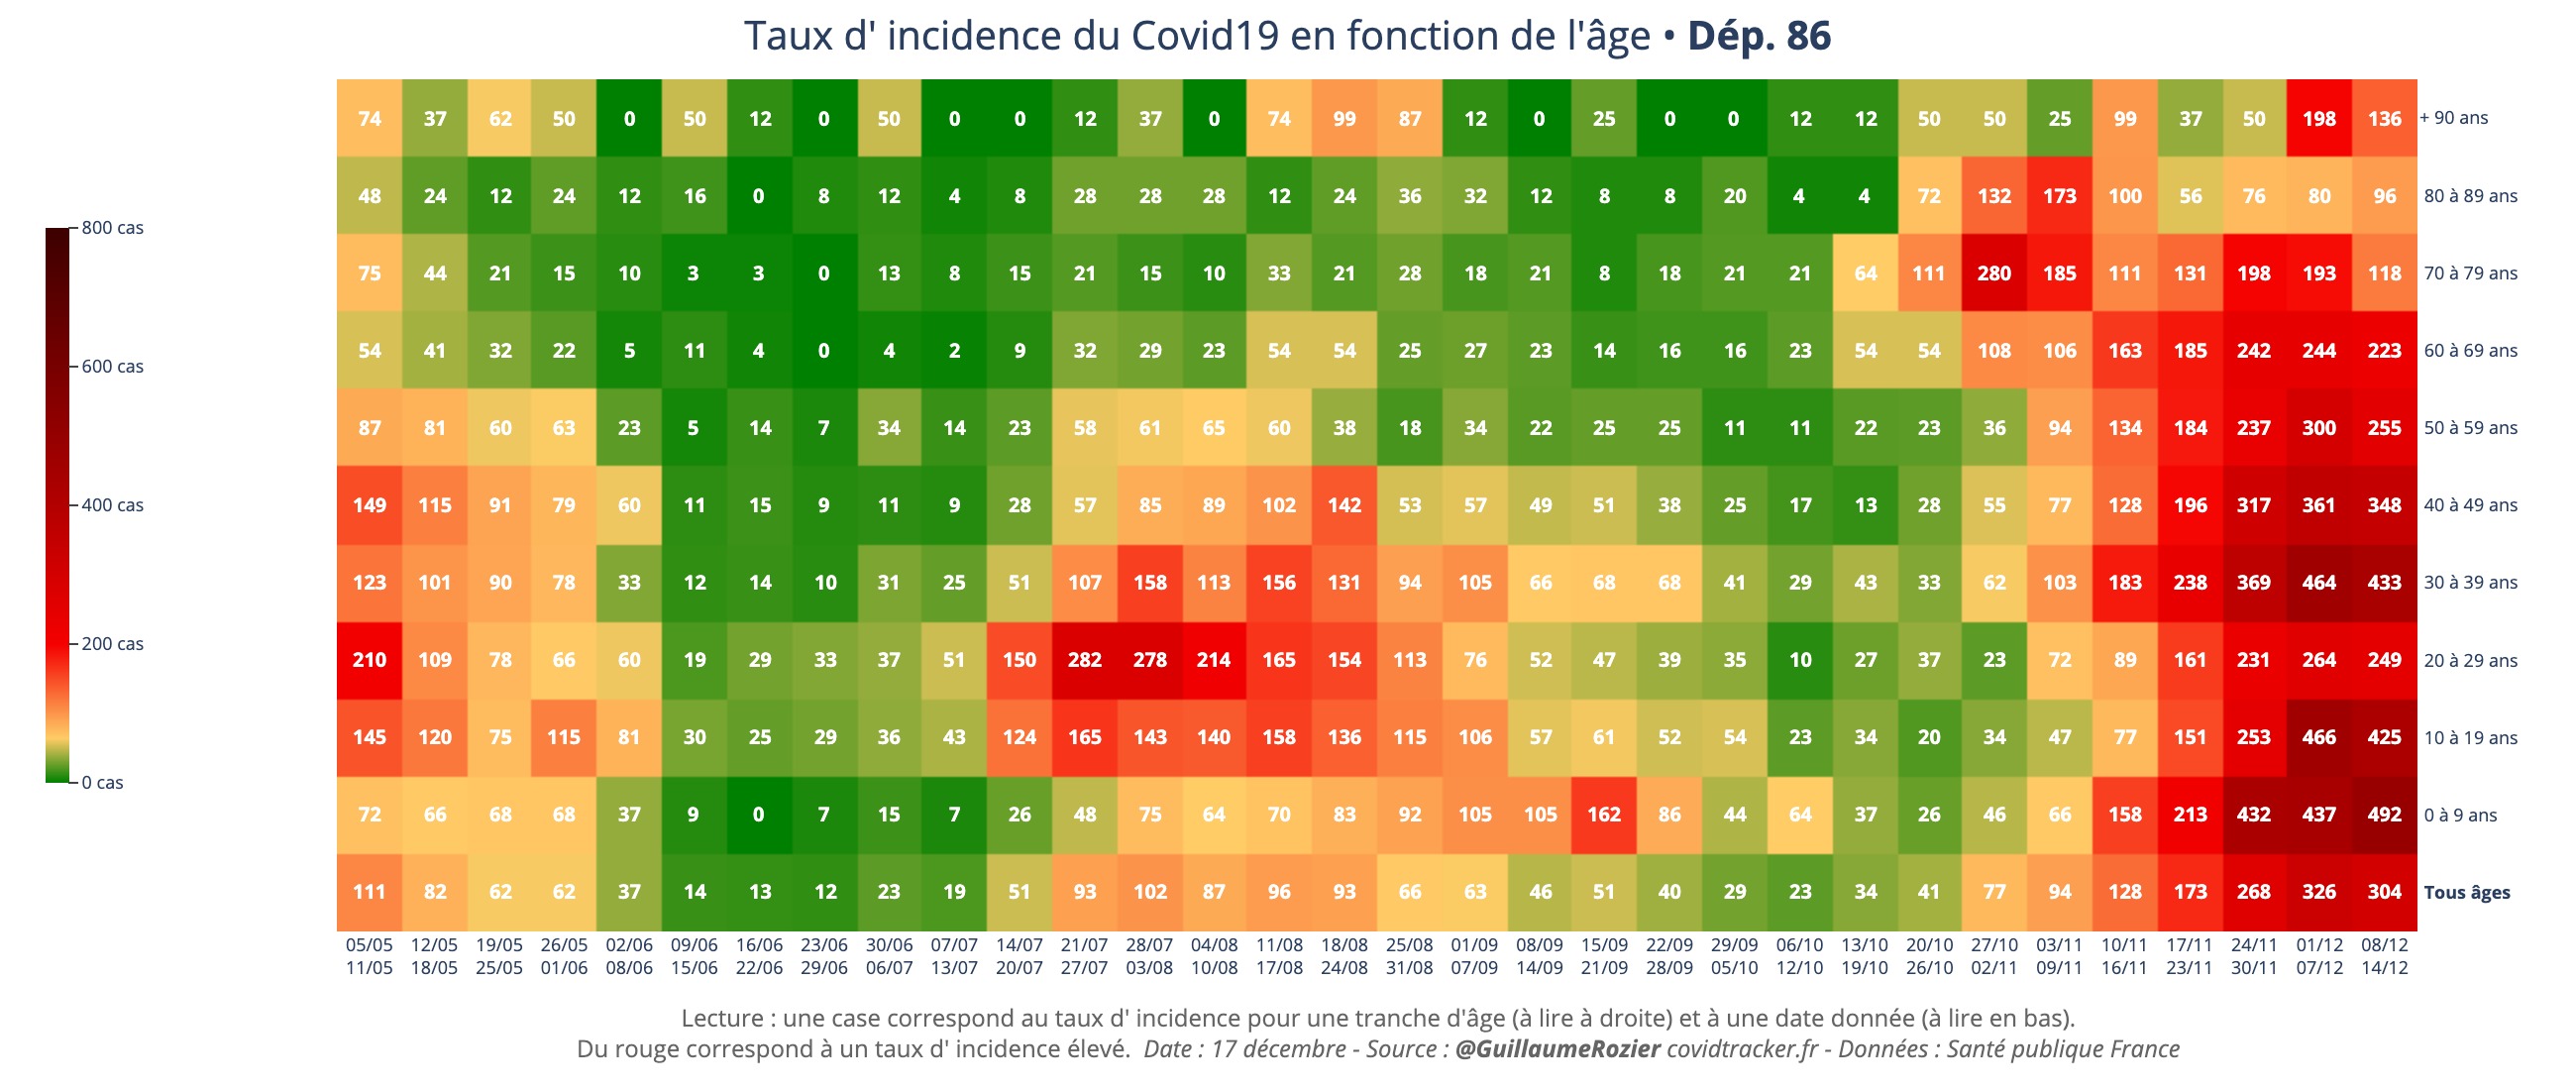 Taux d' incidence du Covid19 en fonction de l'âge • Dép. 86
800 cas
600 cas
400 cas
200 cas
0 cas
74 37 62 50 0 50 12 0 50 0 0 12 37 0 74 99 87 12 0 25 0 0 12 12 50 50 25 99 37 50 198 136 + 90 ans
48 24 12 24 12 16 0 8 12 4 8 28 28 28 12 24 36 32 12 8 8 20 4 4 72 132 173 100 56 76 80 96 80 à 89 ans
75 44 21 15 10 3 3 0 13 8 15 21 15 10 33 21 28 18 21 8 18 21 21 64 111 280 185 111 131 198 193 118 70 à 79 ans
54 41 32 22 5 11 4 0 4 2 9 32 29 23 54 54 25 27 23 14 16 16 23 54 54 108 106 163 185 242 244 223 60 à 69 ans
87 81 60 63 23 5 14 7 34 14 23 58 61 65 60 38 18 34 22 25 25 11 11 22 23 36 94 134 184 237 300 255 50 à 59 ans
149 115 91 79 60 11 15 9 11 9 28 57 85 89 102 142 53 57 49 51 38 25 17 13 28 55 77 128 196 317 361 348 40 à 49 ans
123 101 90 78 33 12 14 10 31 25 51 107 158 113 156 131 94 105 66 68 68 41 29 43 33 62 103 183 238 369 464 433 30 à 39 ans
210 109 78 66 60 19 29 33 37 51 150 282 278 214 165 154 113 76 52 47 39 35 10 27 37 23 72 89 161 231 264 249 20 à 29 ans
145 120 75 115 81 30 25 29 36 43 124 165 143 140 158 136 115 106 57 61 52 54 23 34 20 34 47 77 151 253 466 425 10 à 19 ans
72 66 68 68 37 9 0 7 15 7 26 48 75 64 70 83 92 105 105 162 86 44 64 37 26 46 66 158 213 432 437 492 0 à 9 ans
111 82 62 62 37 14 13 12 23 19 51 93 102 87 96 93 66 63 46 51 40 29 23 34 41 77 94 128 173 268 326 304 Tous âges
05/05 12/05 19/05 26/05 02/06 09/06 16/06 23/06 30/06 07/07 14/07 21/07 28/07 04/08 11/08 18/08 25/08 01/09 08/09 15/09 22/09 29/09 06/10 13/10 20/10 27/10 03/11 10/11 17/11 24/11 01/12 08/12
11/05 18/05 25/05 01/06 08/06 15/06 22/06 29/06 06/07 13/07 20/07 27/07 03/08 10/08 17/08 24/08 31/08 07/09 14/09 21/09 28/09 05/10 12/10 19/10 26/10 02/11 09/11 16/11 23/11 30/11 07/12 14/12
Lecture : une case correspond au taux d' incidence pour une tranche d'âge (à lire à droite) et à une date donnée (à lire en bas).
Du rouge correspond à un taux d' incidence élevé. Date : 17 décembre - Source : @GuillaumeRozier covidtracker.fr - Données : Santé publique France